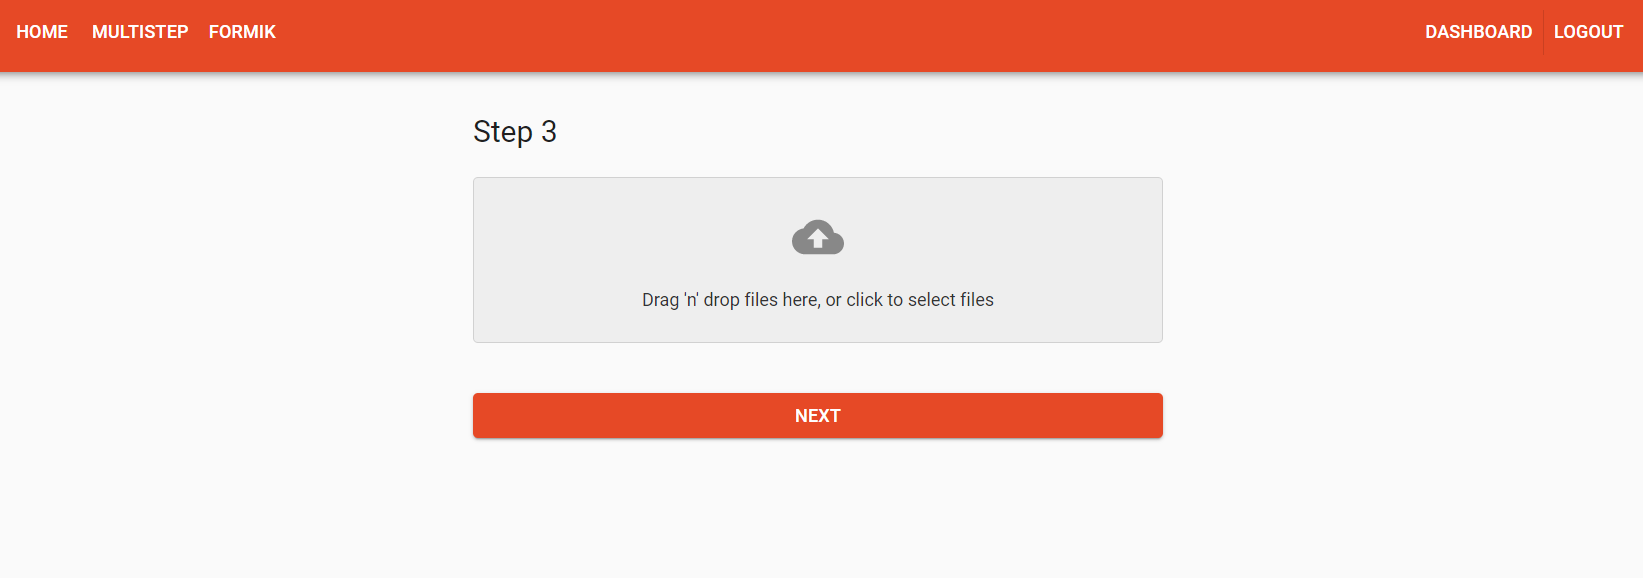 HOME MULTISTEP FORMIK DASHBOARD LOGOUT
Step 3
Drag 'n' drop files here, or click to select files
NEXT